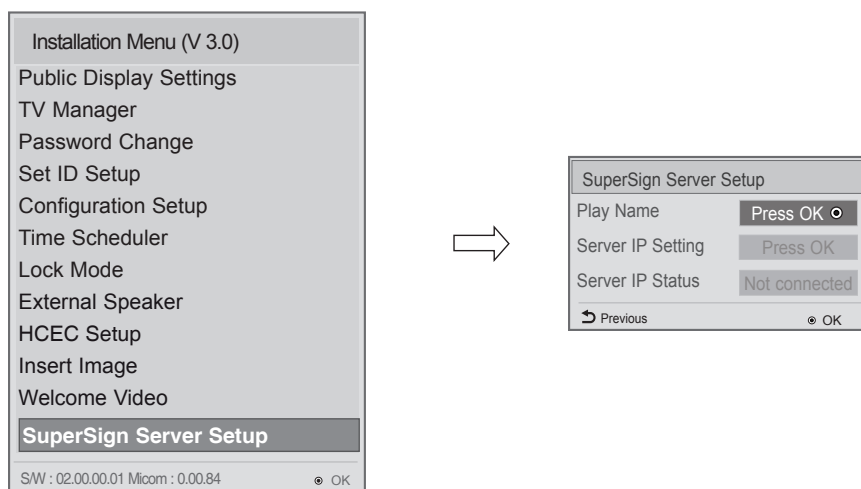 Installation Menu (V 3.0)
Public Display Settings
TV Manager
Password Change
Set ID Setup
Configuration Setup
Time Scheduler
Lock Mode
External Speaker
HCEC Setup
Insert Image
Welcome Video
SuperSign Server Setup
S/W : 02.00.00.01 Micom : 0.00.84 OK
SuperSign Server Setup
Play Name Press OK
Server IP Setting Press OK
Server IP Status Not connected
Previous OK